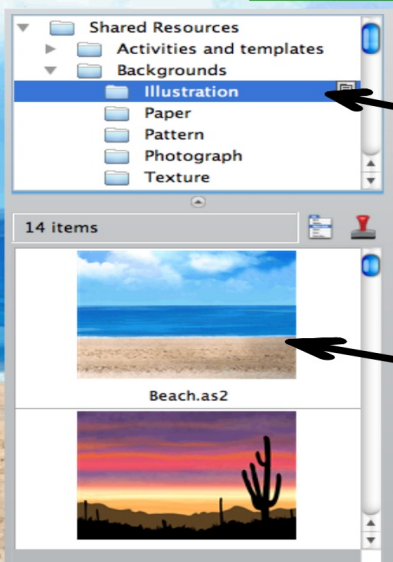 Shared Resources
Activities and templates
Backgrounds
Illustration
Paper
Pattern
Photograph
Texture
14 items
Beach.as2